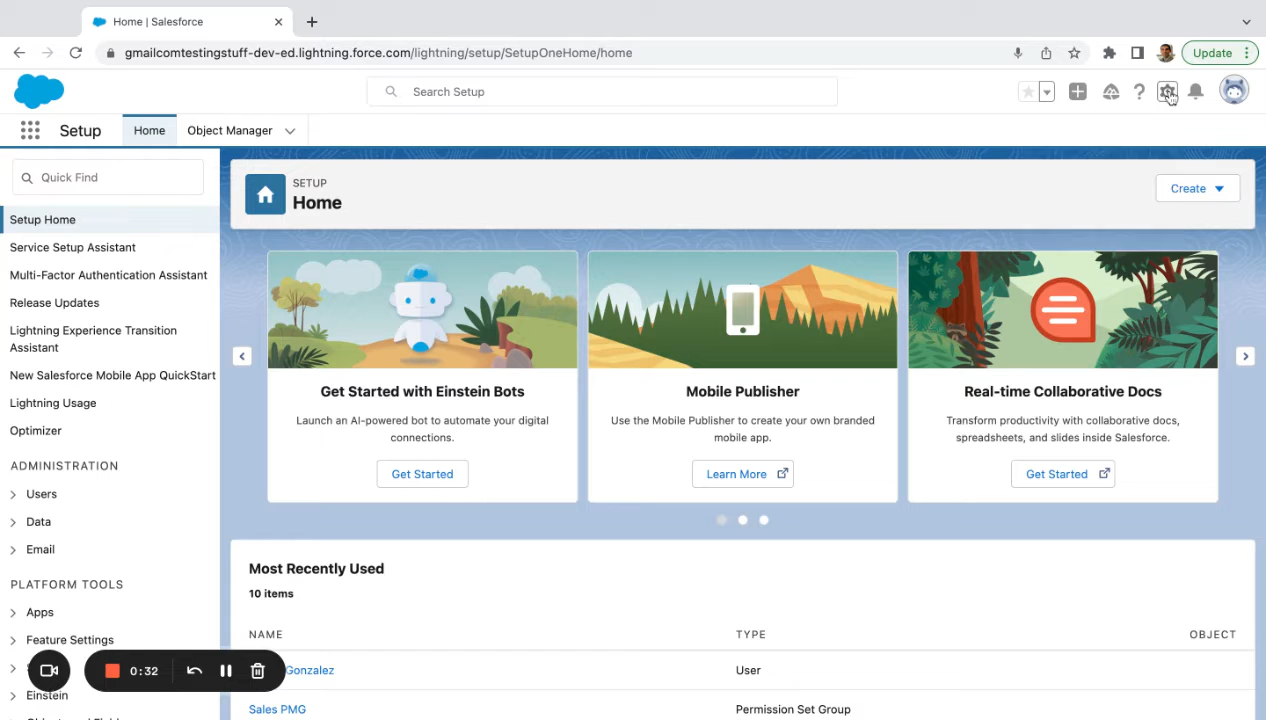 Home | Salesforce
gmailcomtestingstuff-dev-ed.lightning.force.com/lightning/setup/SetupOneHome/home
Update
Search Setup
Setup
Home
Object Manager
Quick Find
Setup Home
Service Setup Assistant
Multi-Factor Authentication Assistant
Release Updates
Lightning Experience Transition
Assistant
New Salesforce Mobile App QuickStart
Lightning Usage
Optimizer
ADMINISTRATION
Users
Data
Email
PLATFORM TOOLS
Apps
Feature Settings
Einstein
0:32
SETUP
Home
Create
Get Started with Einstein Bots
Launch an AI-powered bot to automate your digital
connections.
Get Started
Mobile Publisher
Use the Mobile Publisher to create your own branded
mobile app.
Learn More
Real-time Collaborative Docs
Transform productivity with collaborative docs,
spreadsheets, and slides inside Salesforce.
Get Started
Most Recently Used
10 items
NAME TYPE OBJECT
Gonzalez User
Sales PMG Permission Set Group